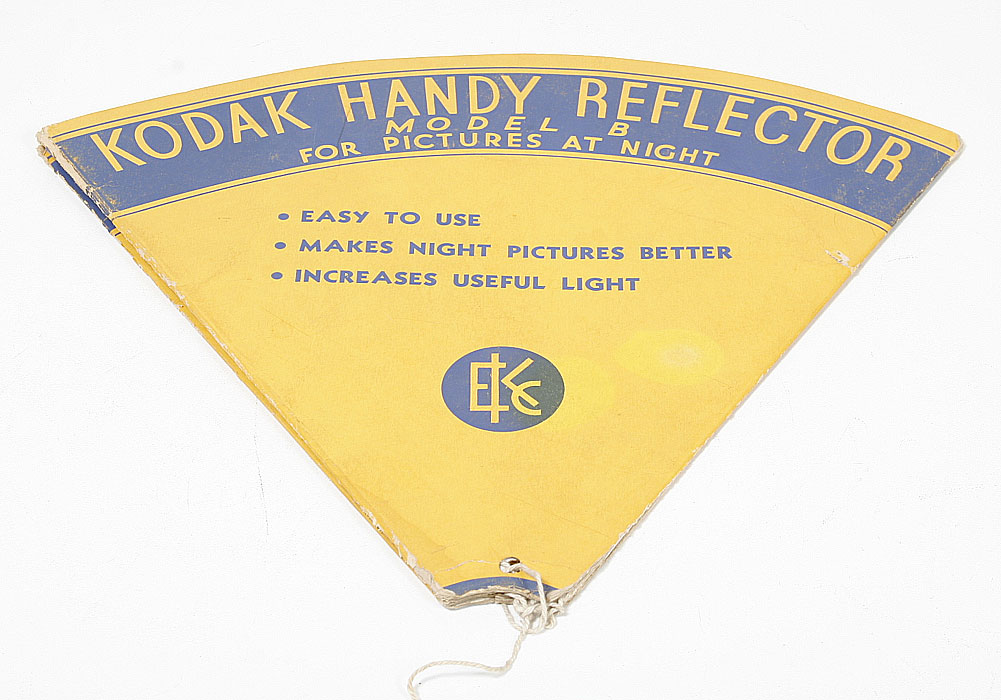 KODAK HANDY REFLECTOR
MODEL B
FOR PICTURES AT NIGHT
• EASY TO USE
• MAKES NIGHT PICTURES BETTER
• INCREASES USEFUL LIGHT
EKC